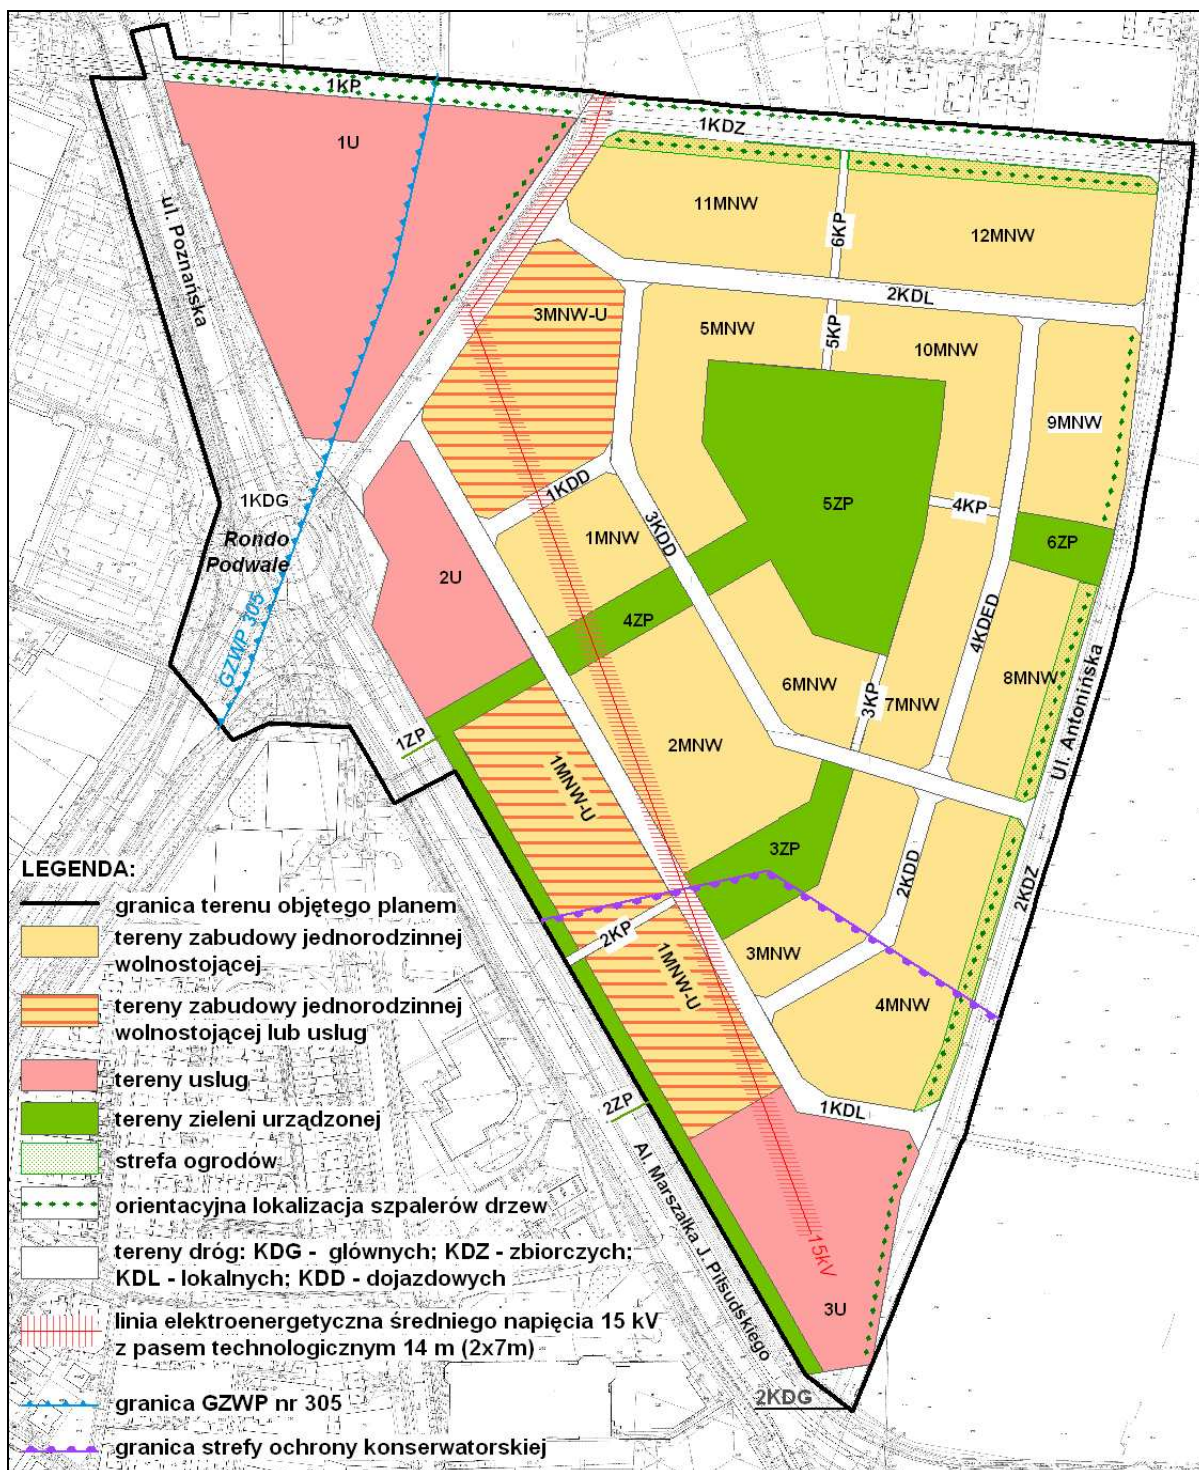 1KP
1KDZ
1U
ul. Poznańska
11MNW
6KP
12MNW
2KDL
3MNW-U
5MNW
5KP
10MNW
9MNW
1KDD
1KDG
Rondo
Podwale
GZWP 305
5ZP
4KP
3KDD
1MNW
6ZP
2U
4ZP
4KDED
6MNW
3KP
7MNW
8MNW
Ul. Antonińska
1ZP
2MNW
1MNW-U
3ZP
2KDD
2KDZ
2KP
1MNW-U
3MNW
4MNW
1KDL
2ZP
Al. Marszałka J. Piłsudskiego
15kV
3U
2KDG
LEGENDA:
granica terenu objętego planem
tereny zabudowy jednorodzinnej
wolnostojącej
tereny zabudowy jednorodzinnej
wolnostojącej lub usług
tereny usług
tereny zieleni urządzonej
strefa ogrodów
orientacyjna lokalizacja szpalerów drzew
tereny dróg: KDG - głównych; KDZ - zbiorczych;
KDL - lokalnych; KDD - dojazdowych
linia elektroenergetyczna średniego napięcia 15 kV
z pasem technologicznym 14 m (2x7m)
granica GZWP nr 305
granica strefy ochrony konserwatorskiej